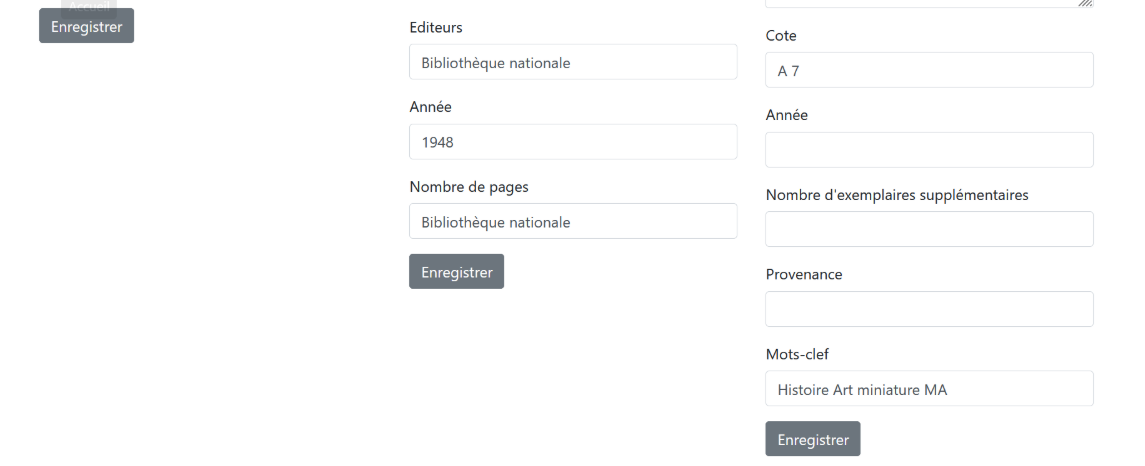 Accueil
Enregistrer
Editeurs
Bibliothèque nationale
Année
1948
Nombre de pages
Bibliothèque nationale
Enregistrer
Cote
A 7
Année
Nombre d'exemplaires supplémentaires
Provenance
Mots-clef
Histoire Art miniature MA
Enregistrer